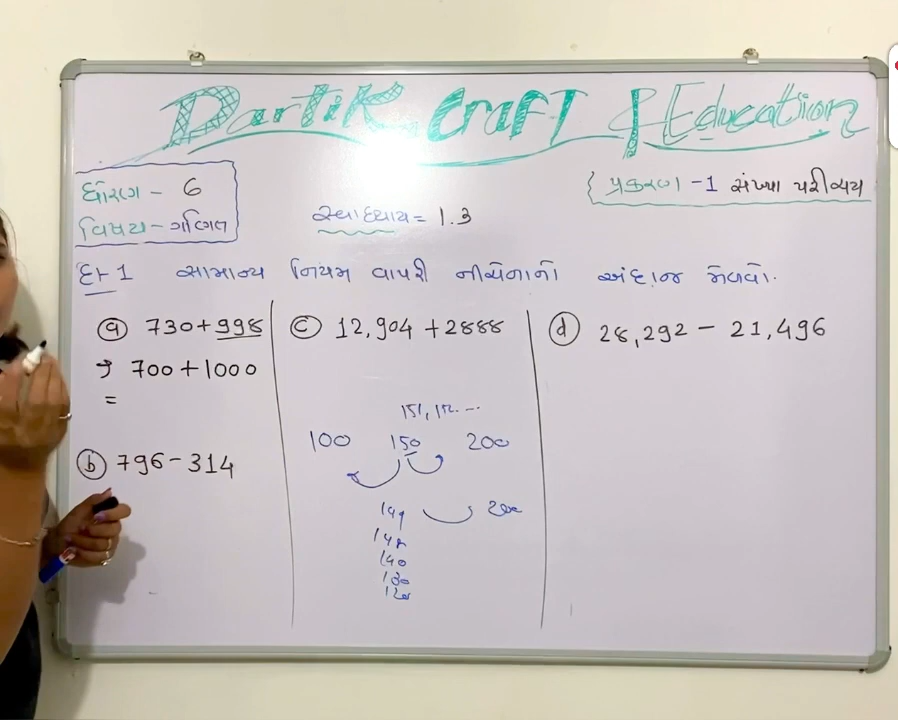 Dartik Craft & Education
ધોરણ - 6
વિષય - ગણિત
પ્રકરણ -1 સંખ્યા પરીચય
સ્વાધ્યાય = 1.3
દા-1 સામાન્ય નિયમ વાપરી નીચેનાનો અંદાજ મેળવો.
a 730+998
→ 700+1000
=
b 796-314
c 12,904 +2888
151, 152. ...
100 150 200
149 200
148
140
130
120
d 28,292 - 21,496